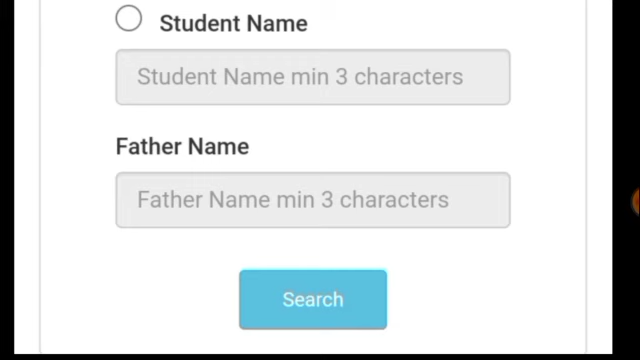 Student Name
Student Name min 3 characters
Father Name
Father Name min 3 characters
Search